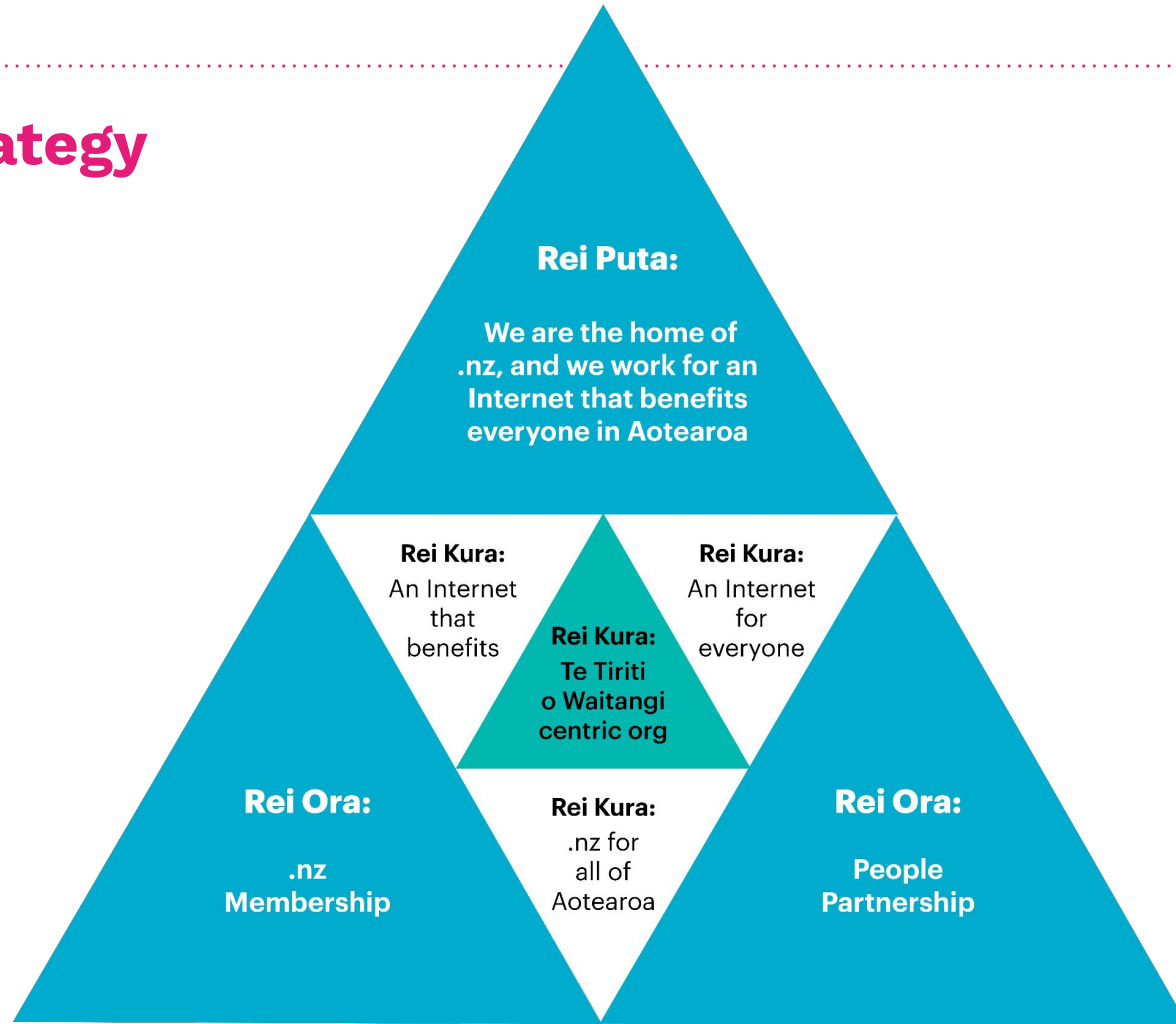 ategy
Rei Puta:
We are the home of
.nz, and we work for an
Internet that benefits
everyone in Aotearoa
Rei Kura:
An Internet
that
benefits
Rei Kura:
An Internet
for
everyone
Rei Kura:
Te Tiriti
o Waitangi
centric org
Rei Ora:
.nz
Membership
Rei Kura:
.nz for
all of
Aotearoa
Rei Ora:
People
Partnership